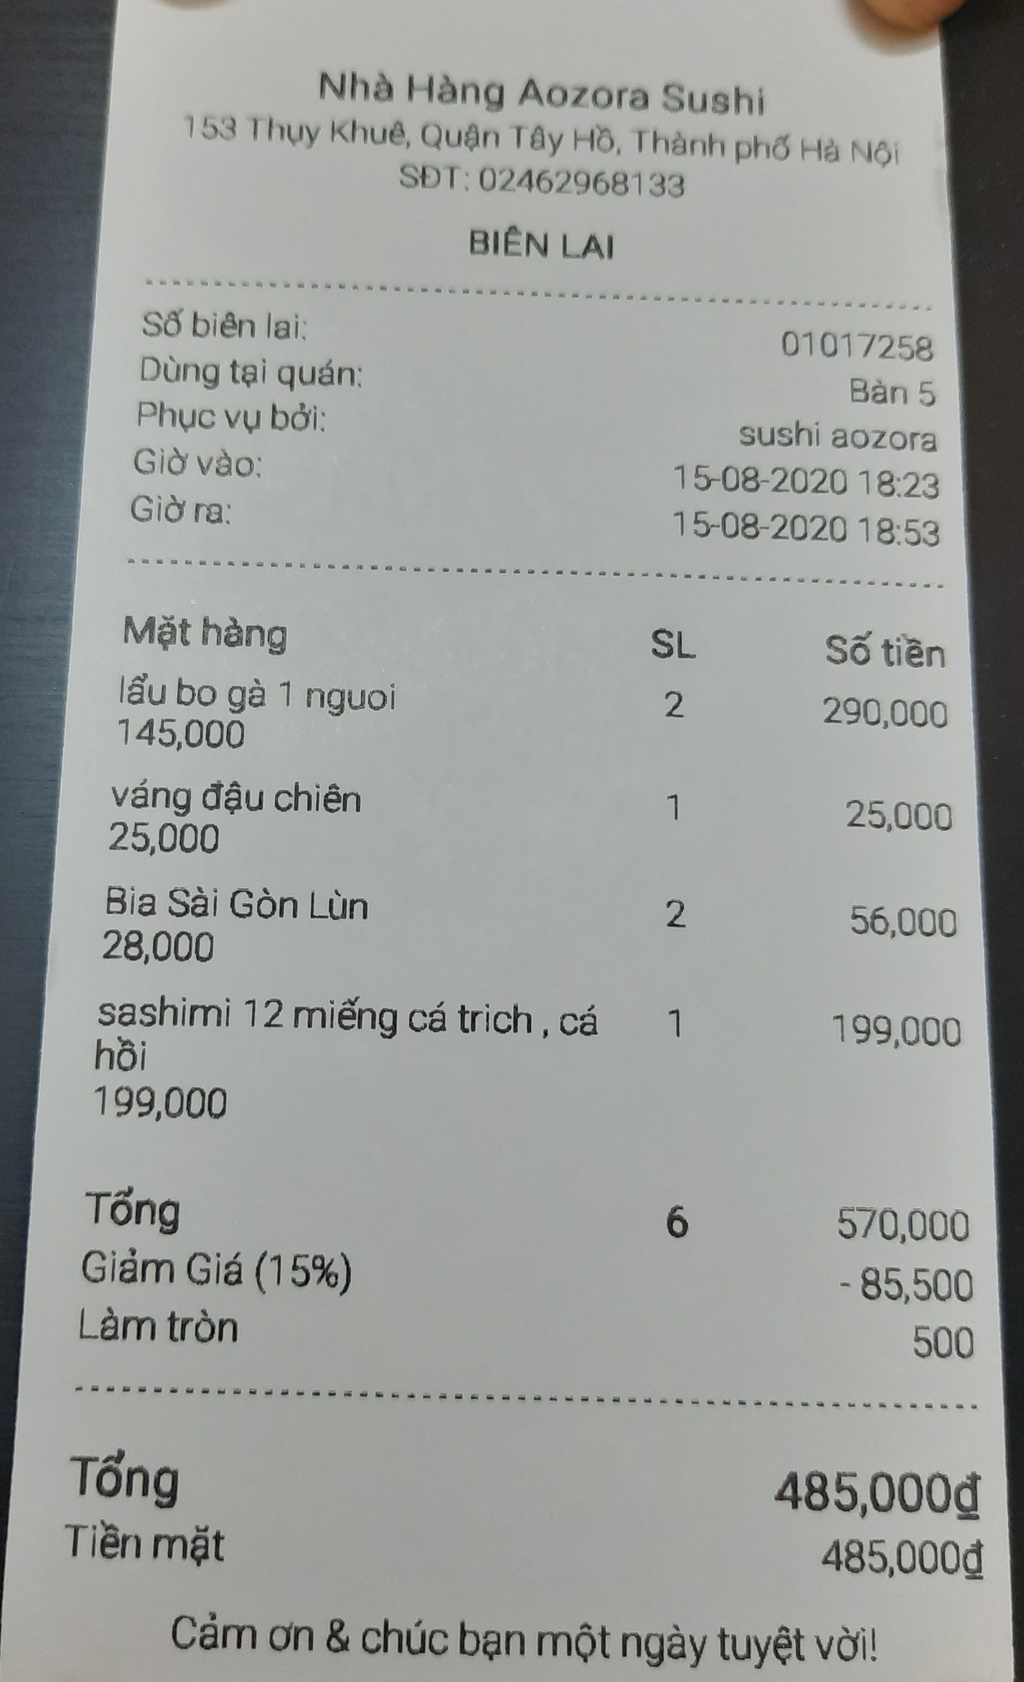 Nhà Hàng Aozora Sushi
153 Thụy Khuê, Quận Tây Hồ, Thành phố Hà Nội
SĐT: 02462968133
BIÊN LAI
Số biên lai: 01017258
Dùng tại quán: Bàn 5
Phục vụ bởi: sushi aozora
Giờ vào: 15-08-2020 18:23
Giờ ra: 15-08-2020 18:53
Mặt hàng SL Số tiền
lẩu bo gà 1 nguoi 2 290,000
145,000
váng đậu chiên 1 25,000
25,000
Bia Sài Gòn Lùn 2 56,000
28,000
sashimi 12 miếng cá trich , cá 1 199,000
hồi
199,000
Tổng 6 570,000
Giảm Giá (15%) - 85,500
Làm tròn 500
Tổng 485,000₫
Tiền mặt 485,000₫
Cảm ơn & chúc bạn một ngày tuyệt vời!